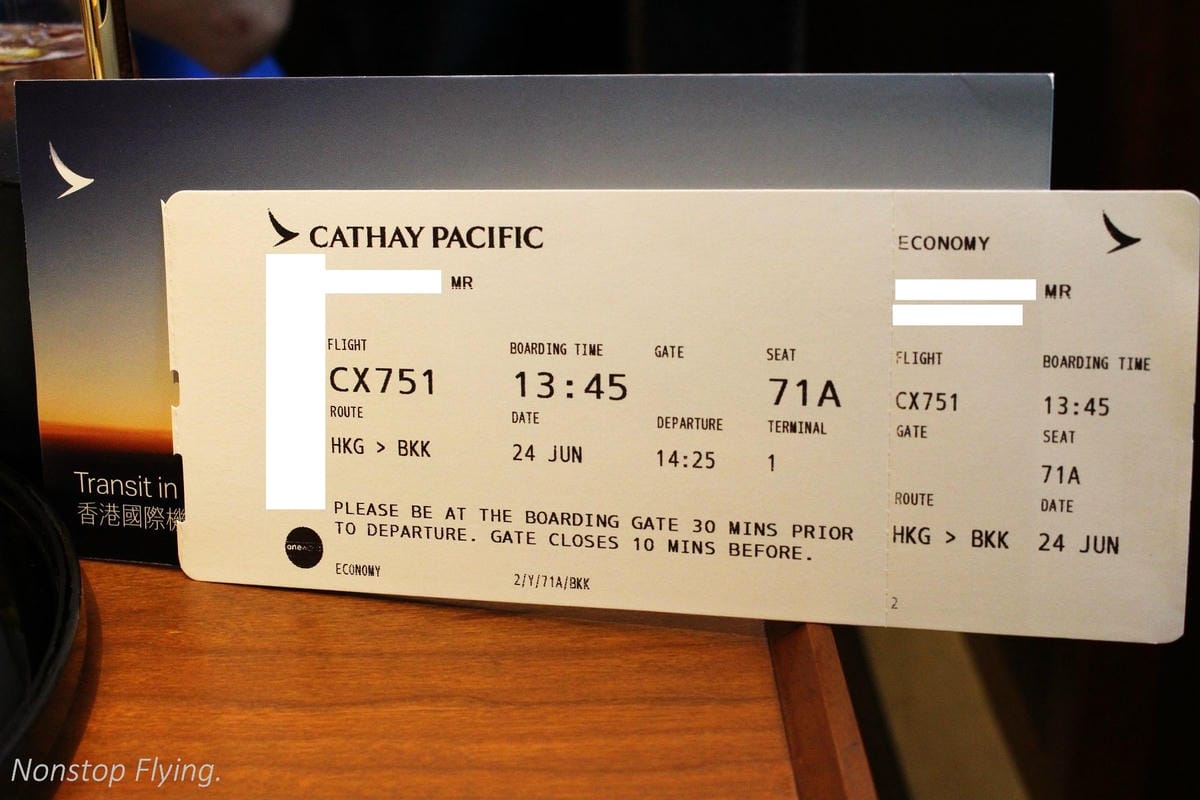 Transit in
香港國際機
CATHAY PACIFIC
MR
FLIGHT BOARDING TIME GATE SEAT
CX751 13:45 71A
ROUTE DATE DEPARTURE TERMINAL
HKG > BKK 24 JUN 14:25 1
PLEASE BE AT THE BOARDING GATE 30 MINS PRIOR
TO DEPARTURE. GATE CLOSES 10 MINS BEFORE.
oneworld
ECONOMY 2/Y/71A/BKK
ECONOMY
MR
FLIGHT BOARDING TIME
CX751 13:45
GATE SEAT
71A
ROUTE DATE
HKG > BKK 24 JUN
2
Nonstop Flying.